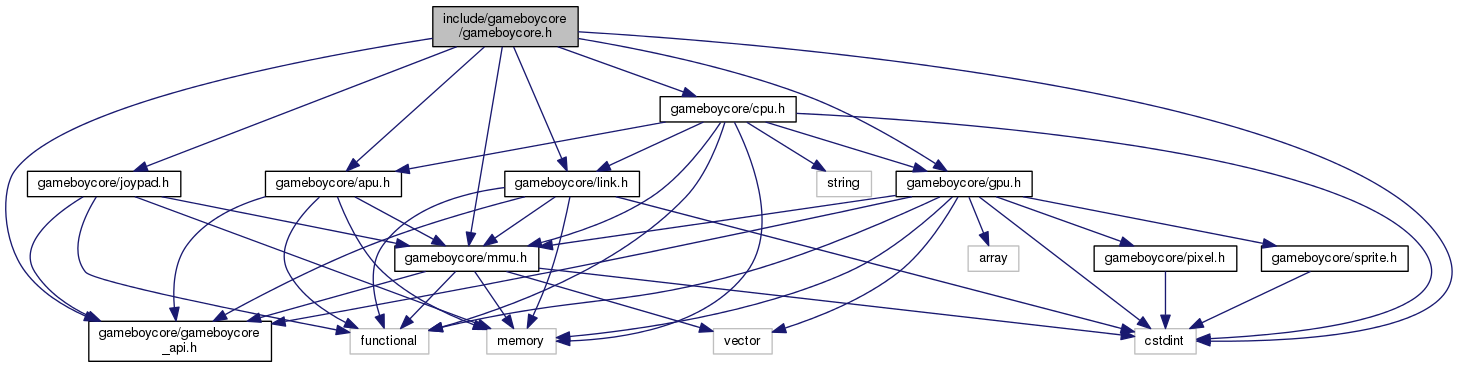 include/gameboycore
/gameboycore.h
gameboycore/cpu.h
gameboycore/joypad.h
gameboycore/apu.h
gameboycore/link.h
string
gameboycore/gpu.h
gameboycore/mmu.h
array
gameboycore/pixel.h
gameboycore/sprite.h
gameboycore/gameboycore
_api.h
functional
memory
vector
cstdint